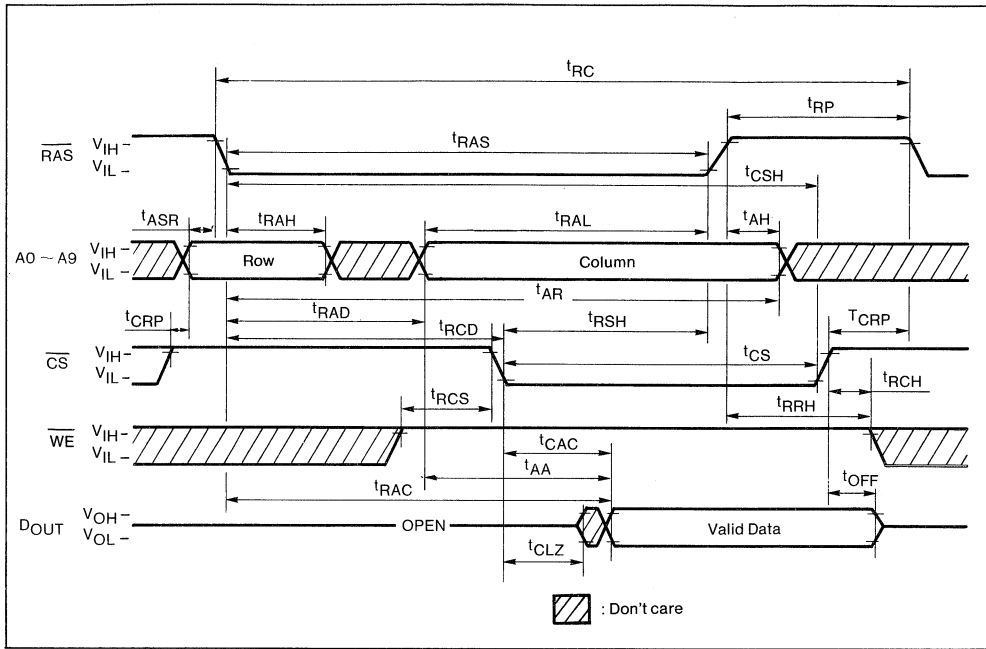 tRC
tRP
RAS VIH
VIL
tRAS
tCSH
tASR tRAH tRAL tAH
A0 ~ A9 VIH
VIL
Row Column
tAR
tCRP tRAD tRCD tRSH TCRP
CS VIH
VIL
tCS
tRCH
tRCS tRRH
WE VIH
VIL
tCAC
tAA
tRAC tOFF
DOUT VOH
VOL
OPEN Valid Data
tCLZ
: Don't care